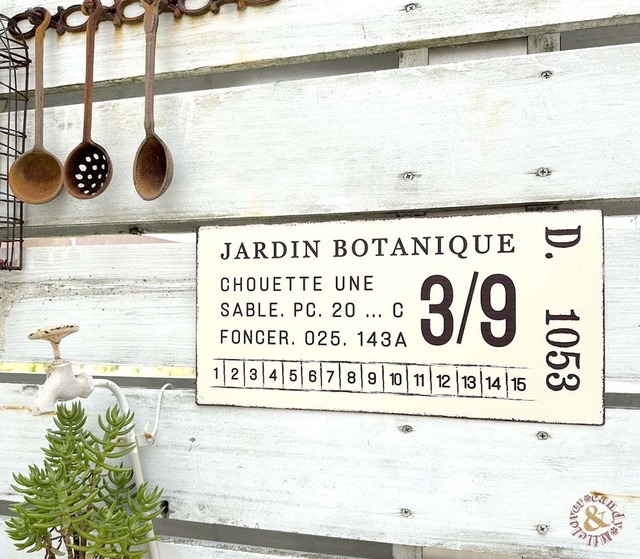 JARDIN BOTANIQUE
CHOUETTE UNE
SABLE. PC. 20 ... C
FONCER. 025. 143A
3/9
1 2 3 4 5 6 7 8 9 10 11 12 13 14 15
D. 1053
&